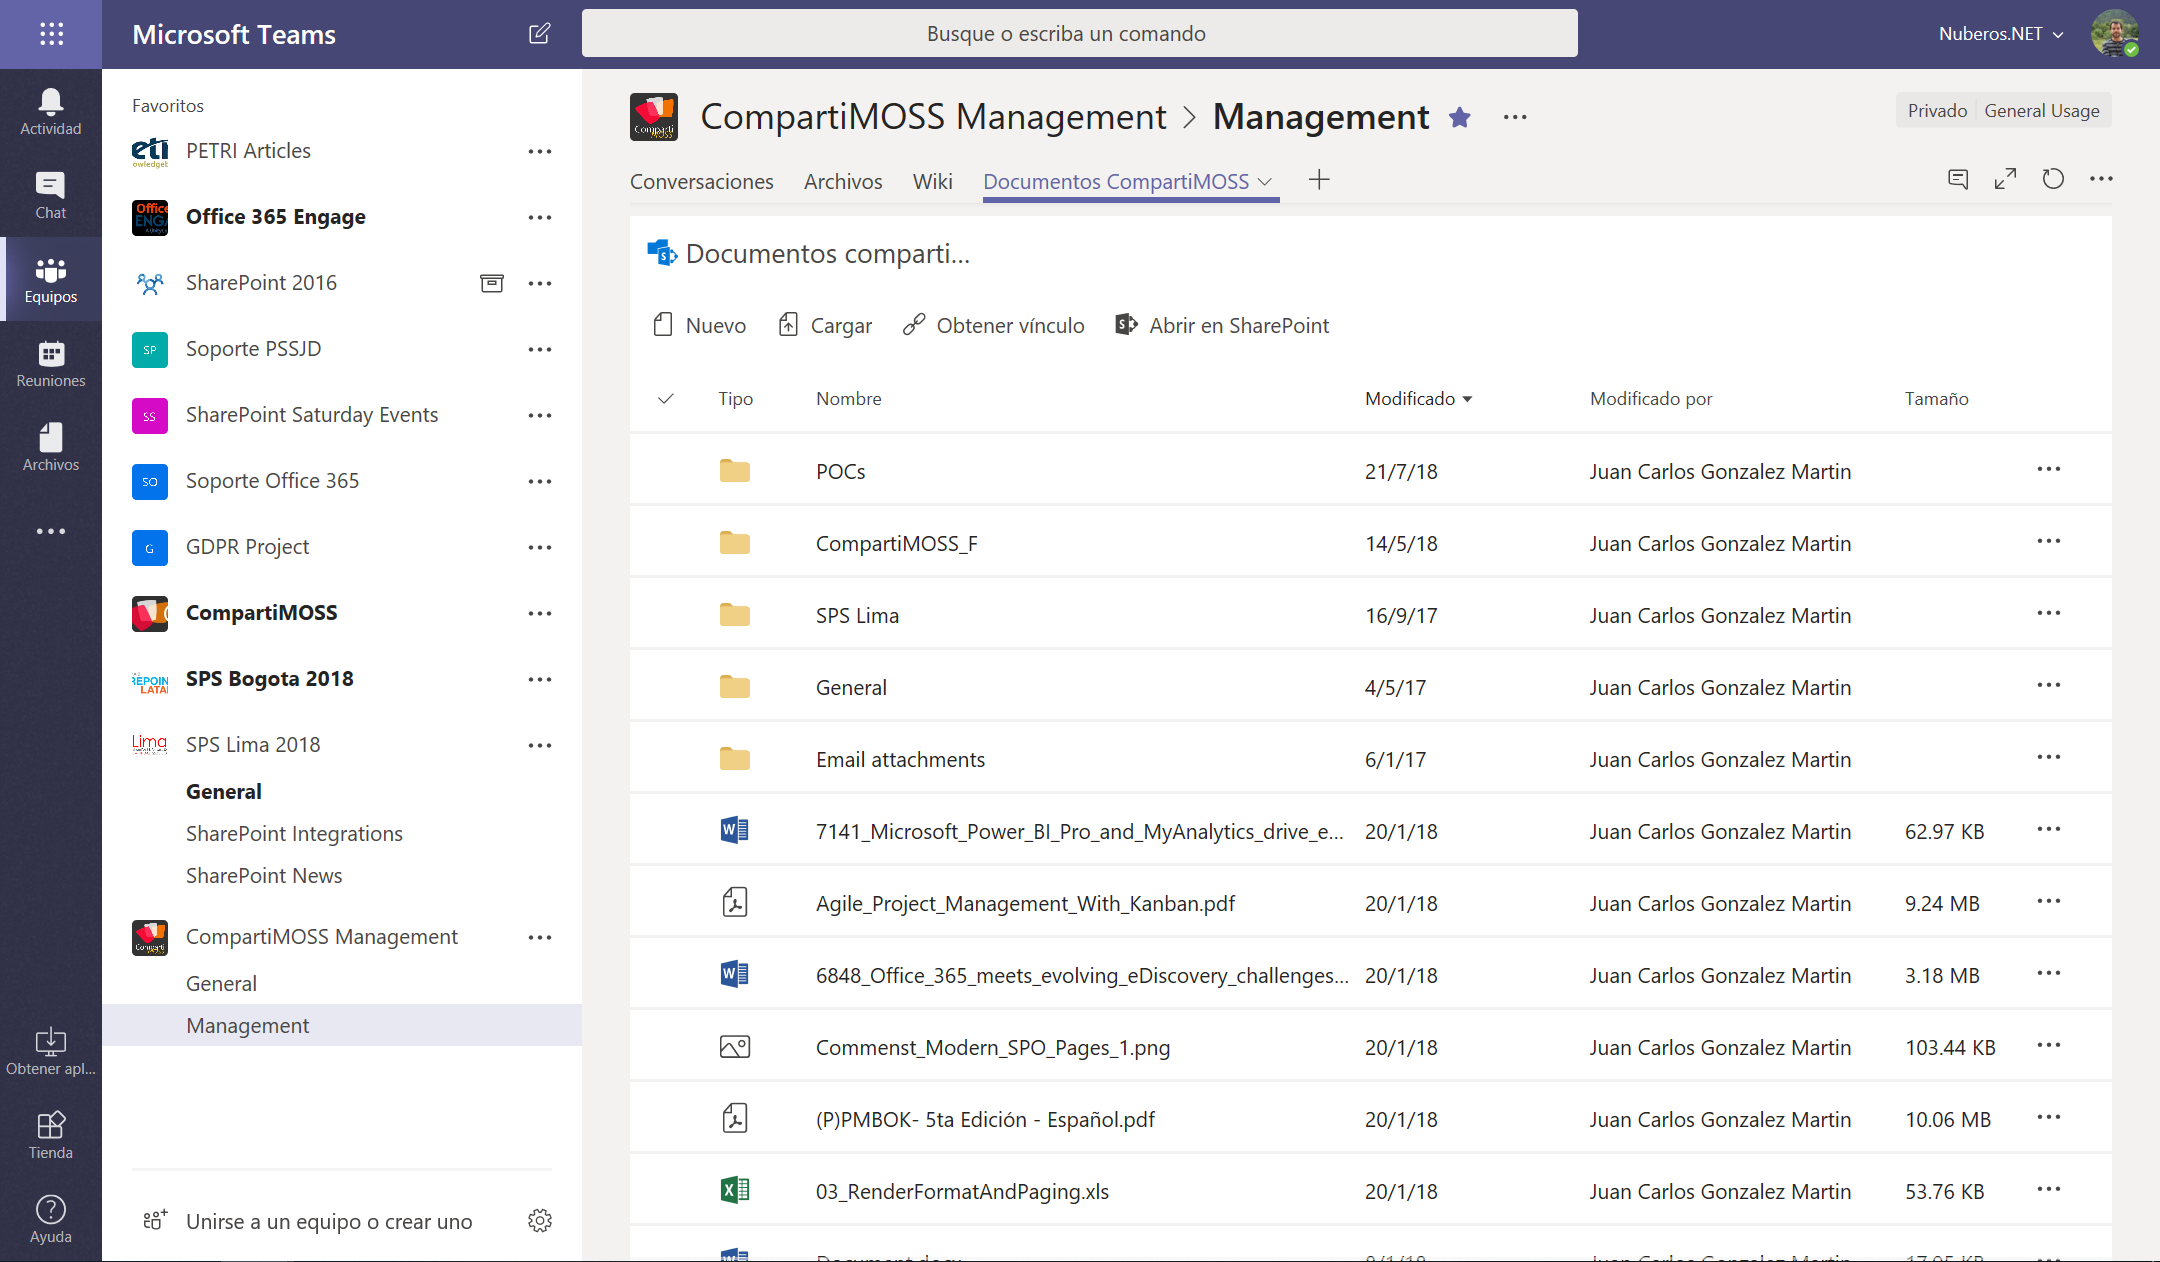 Microsoft Teams
Busque o escriba un comando
Nuberos.NET
Actividad
Chat
Equipos
Reuniones
Archivos
Obtener apl...
Tienda
Ayuda
Favoritos
PETRI Articles
Office 365 Engage
SharePoint 2016
SP Soporte PSSJD
SS SharePoint Saturday Events
SO Soporte Office 365
G GDPR Project
CompartiMOSS
SPS Bogota 2018
Lima SPS Lima 2018
General
SharePoint Integrations
SharePoint News
CompartiMOSS Management
General
Management
Unirse a un equipo o crear uno
CompartiMOSS Management > Management
Privado General Usage
Conversaciones Archivos Wiki Documentos CompartiMOSS
Documentos comparti...
Nuevo Cargar Obtener vínculo Abrir en SharePoint
Tipo Nombre Modificado Modificado por Tamaño
POCs 21/7/18 Juan Carlos Gonzalez Martin
CompartiMOSS_F 14/5/18 Juan Carlos Gonzalez Martin
SPS Lima 16/9/17 Juan Carlos Gonzalez Martin
General 4/5/17 Juan Carlos Gonzalez Martin
Email attachments 6/1/17 Juan Carlos Gonzalez Martin
7141_Microsoft_Power_BI_Pro_and_MyAnalytics_drive_e... 20/1/18 Juan Carlos Gonzalez Martin 62.97 KB
Agile_Project_Management_With_Kanban.pdf 20/1/18 Juan Carlos Gonzalez Martin 9.24 MB
6848_Office_365_meets_evolving_eDiscovery_challenges... 20/1/18 Juan Carlos Gonzalez Martin 3.18 MB
Commenst_Modern_SPO_Pages_1.png 20/1/18 Juan Carlos Gonzalez Martin 103.44 KB
(P)PMBOK- 5ta Edición - Español.pdf 20/1/18 Juan Carlos Gonzalez Martin 10.06 MB
03_RenderFormatAndPaging.xls 20/1/18 Juan Carlos Gonzalez Martin 53.76 KB